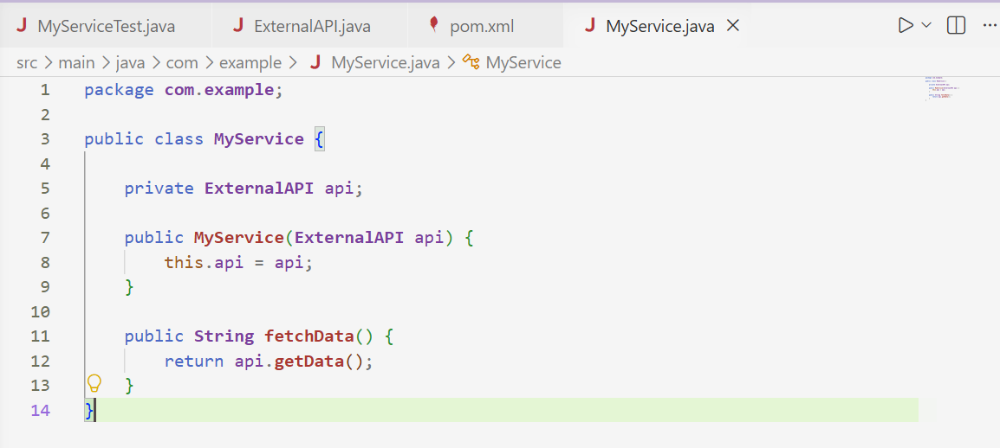 MyServiceTest.java ExternalAPI.java pom.xml MyService.java
src > main > java > com > example > MyService.java > MyService
1 package com.example;
2
3 public class MyService {
4
5     private ExternalAPI api;
6
7     public MyService(ExternalAPI api) {
8         this.api = api;
9     }
10
11     public String fetchData() {
12         return api.getData();
13     }
14 }